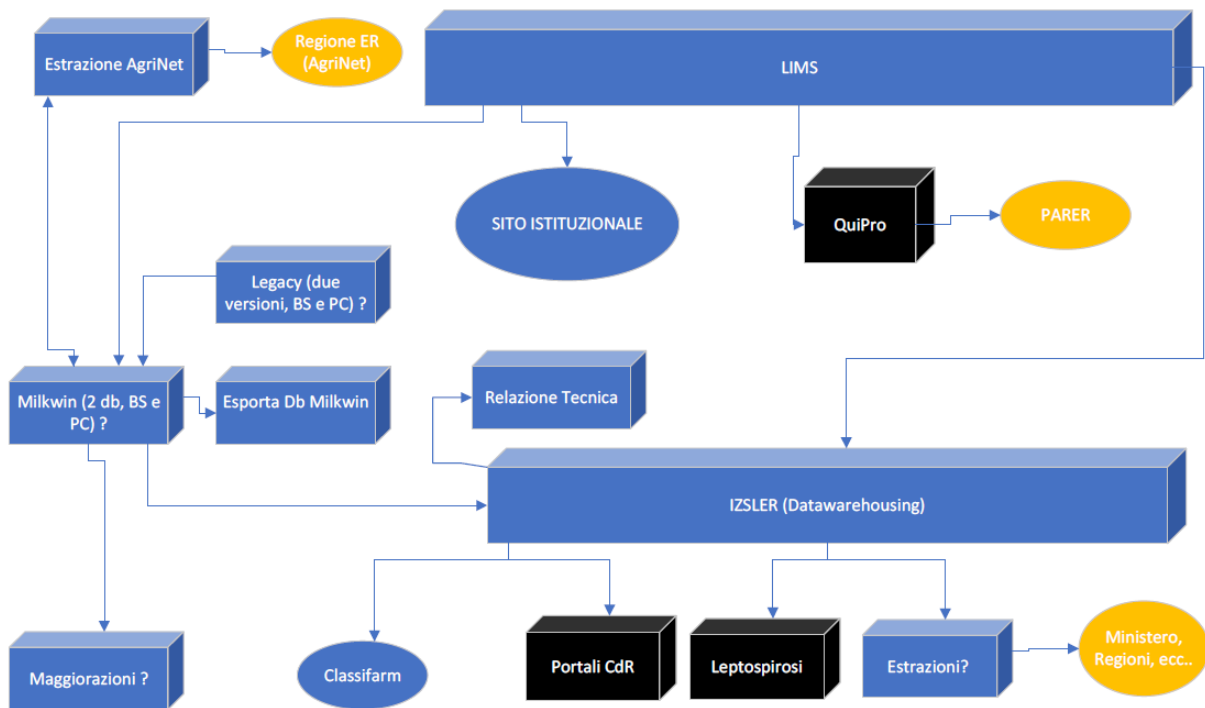 Estrazione AgriNet
Regione ER
(AgriNet)
LIMS
SITO ISTITUZIONALE
QuiPro
PARER
Legacy (due
versioni, BS e PC) ?
Milkwin (2 db, BS e
PC) ?
Esporta Db Milkwin
Relazione Tecnica
IZSLER (Datawarehousing)
Maggiorazioni ?
Classifarm
Portali CdR
Leptospirosi
Estrazioni?
Ministero,
Regioni, ecc..